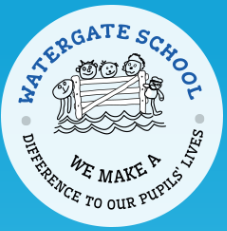 WATERGATE SCHOOL
WE MAKE A
DIFFERENCE TO OUR PUPILS' LIVES